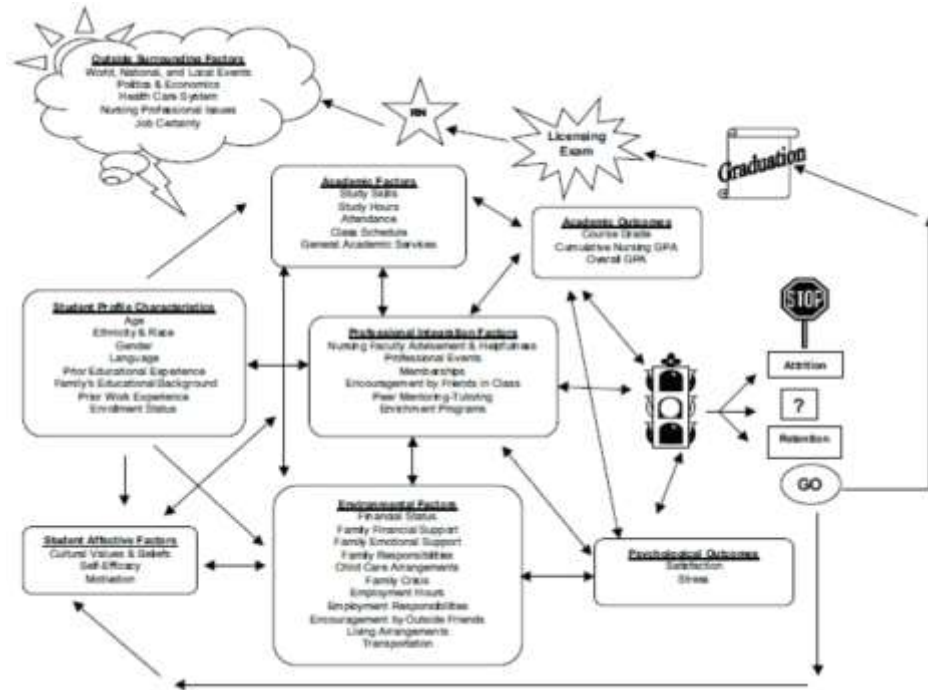 Outside Surrounding Factors
World, National, and Local Events
Politics & Economics
Health Care System
Nursing Professional Issues
Job Certainty
RN
Licensing
Exam
Graduation
Academic Factors
Study Skills
Study Hours
Attendance
Class Schedule
General Academic Services
Academic Outcomes
Course Grade
Cumulative Nursing GPA
Overall GPA
Student Profile Characteristics
Age
Ethnicity & Race
Gender
Language
Prior Educational Experience
Family's Educational Background
Prior Work Experience
Enrollment Status
Professional Integration Factors
Nursing Faculty Advisement & Helpfulness
Professional Events
Memberships
Encouragement by Friends in Class
Peer Mentoring-Tutoring
Enrichment Programs
STOP
Attrition
?
Retention
GO
Student Affective Factors
Cultural Values & Beliefs
Self-Efficacy
Motivation
Environmental Factors
Financial Status
Family Financial Support
Family Emotional Support
Family Responsibilities
Child Care Arrangements
Family Crisis
Employment Hours
Employment Responsibilities
Encouragement by Outside Friends
Living Arrangements
Transportation
Psychological Outcomes
Satisfaction
Stress